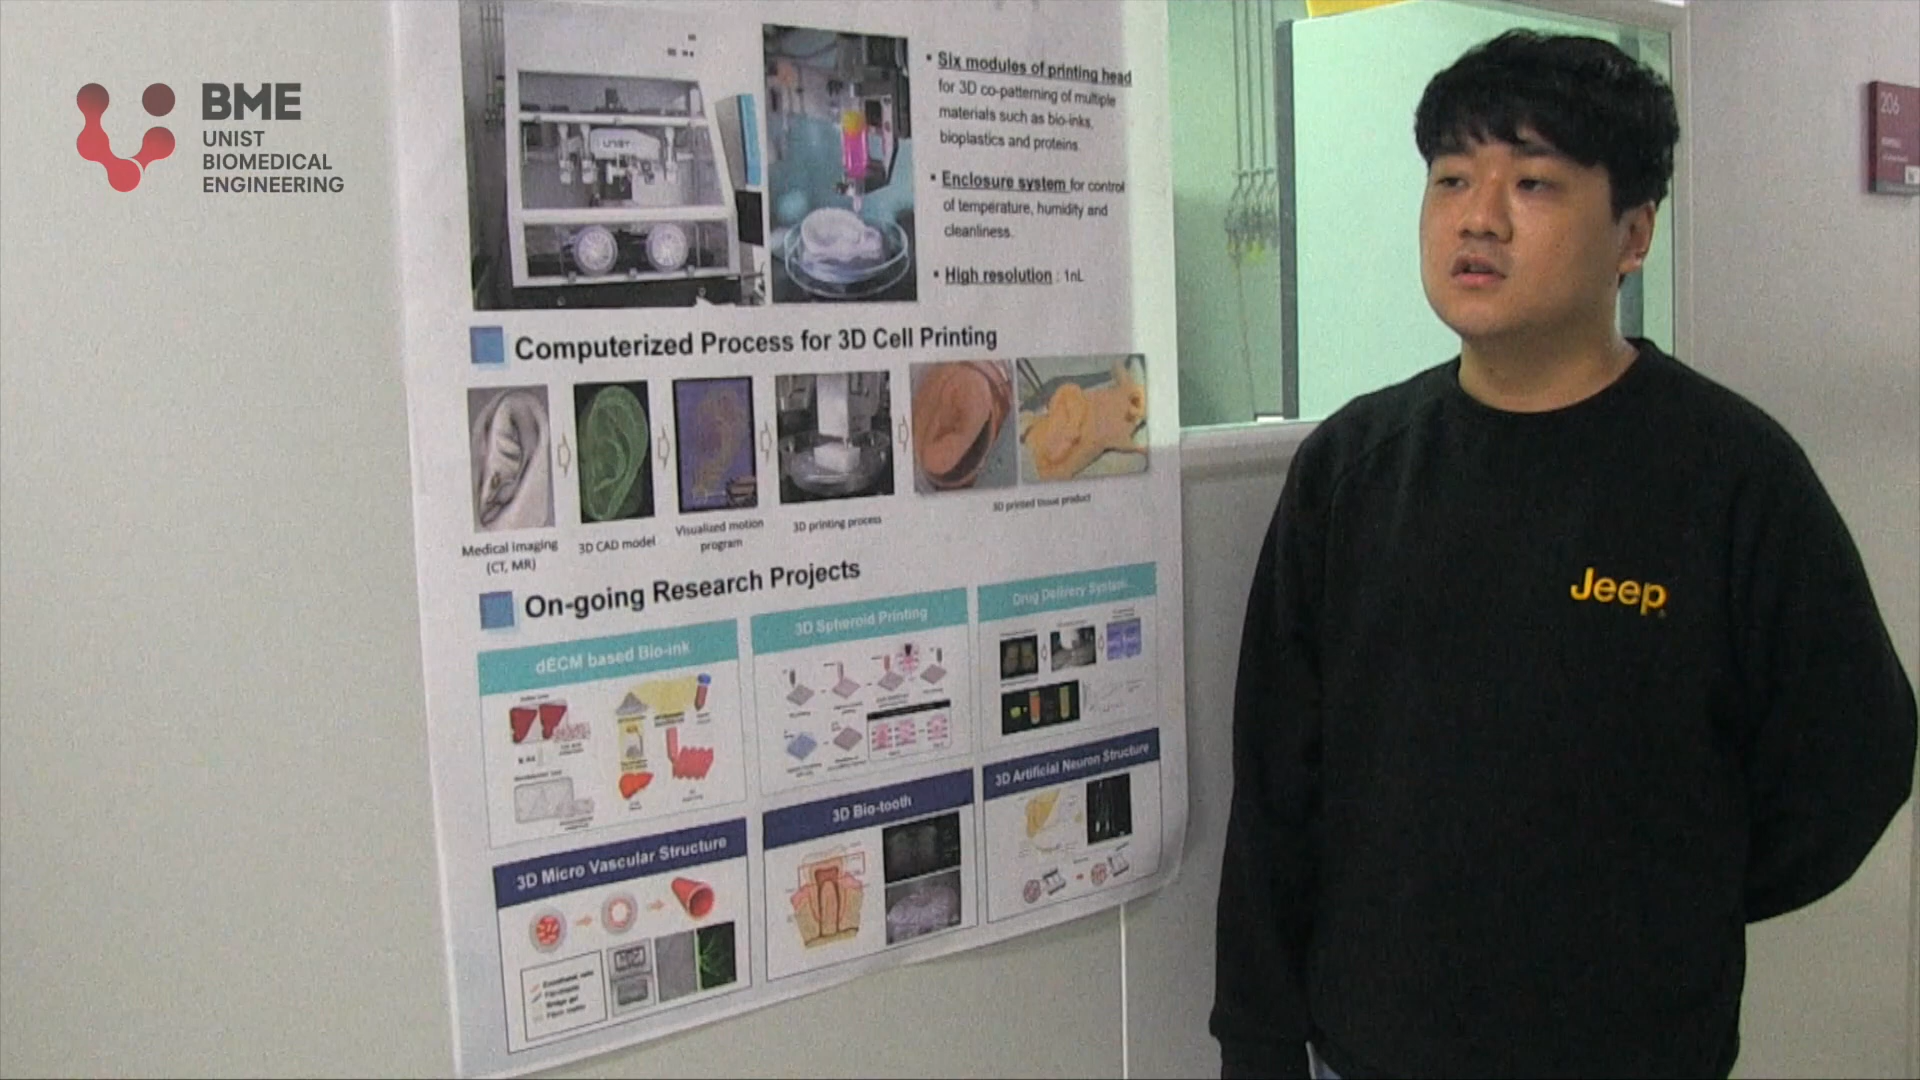 BME
UNIST
BIOMEDICAL
ENGINEERING
UNIST
• Six modules of printing head
for 3D co-patterning of multiple
materials such as bio-inks,
bioplastics and proteins.
• Enclosure system for control
of temperature, humidity and
cleanliness.
• High resolution : 1nL
Computerized Process for 3D Cell Printing
Medical imaging
(CT, MR)
3D CAD model
Visualized motion
program
3D printing process
3D printed tissue product
On-going Research Projects
dECM based Bio-ink
3D Spheroid Printing
Drug Delivery System
3D Micro Vascular Structure
3D Bio-tooth
3D Artificial Neuron Structure
Jeep
206